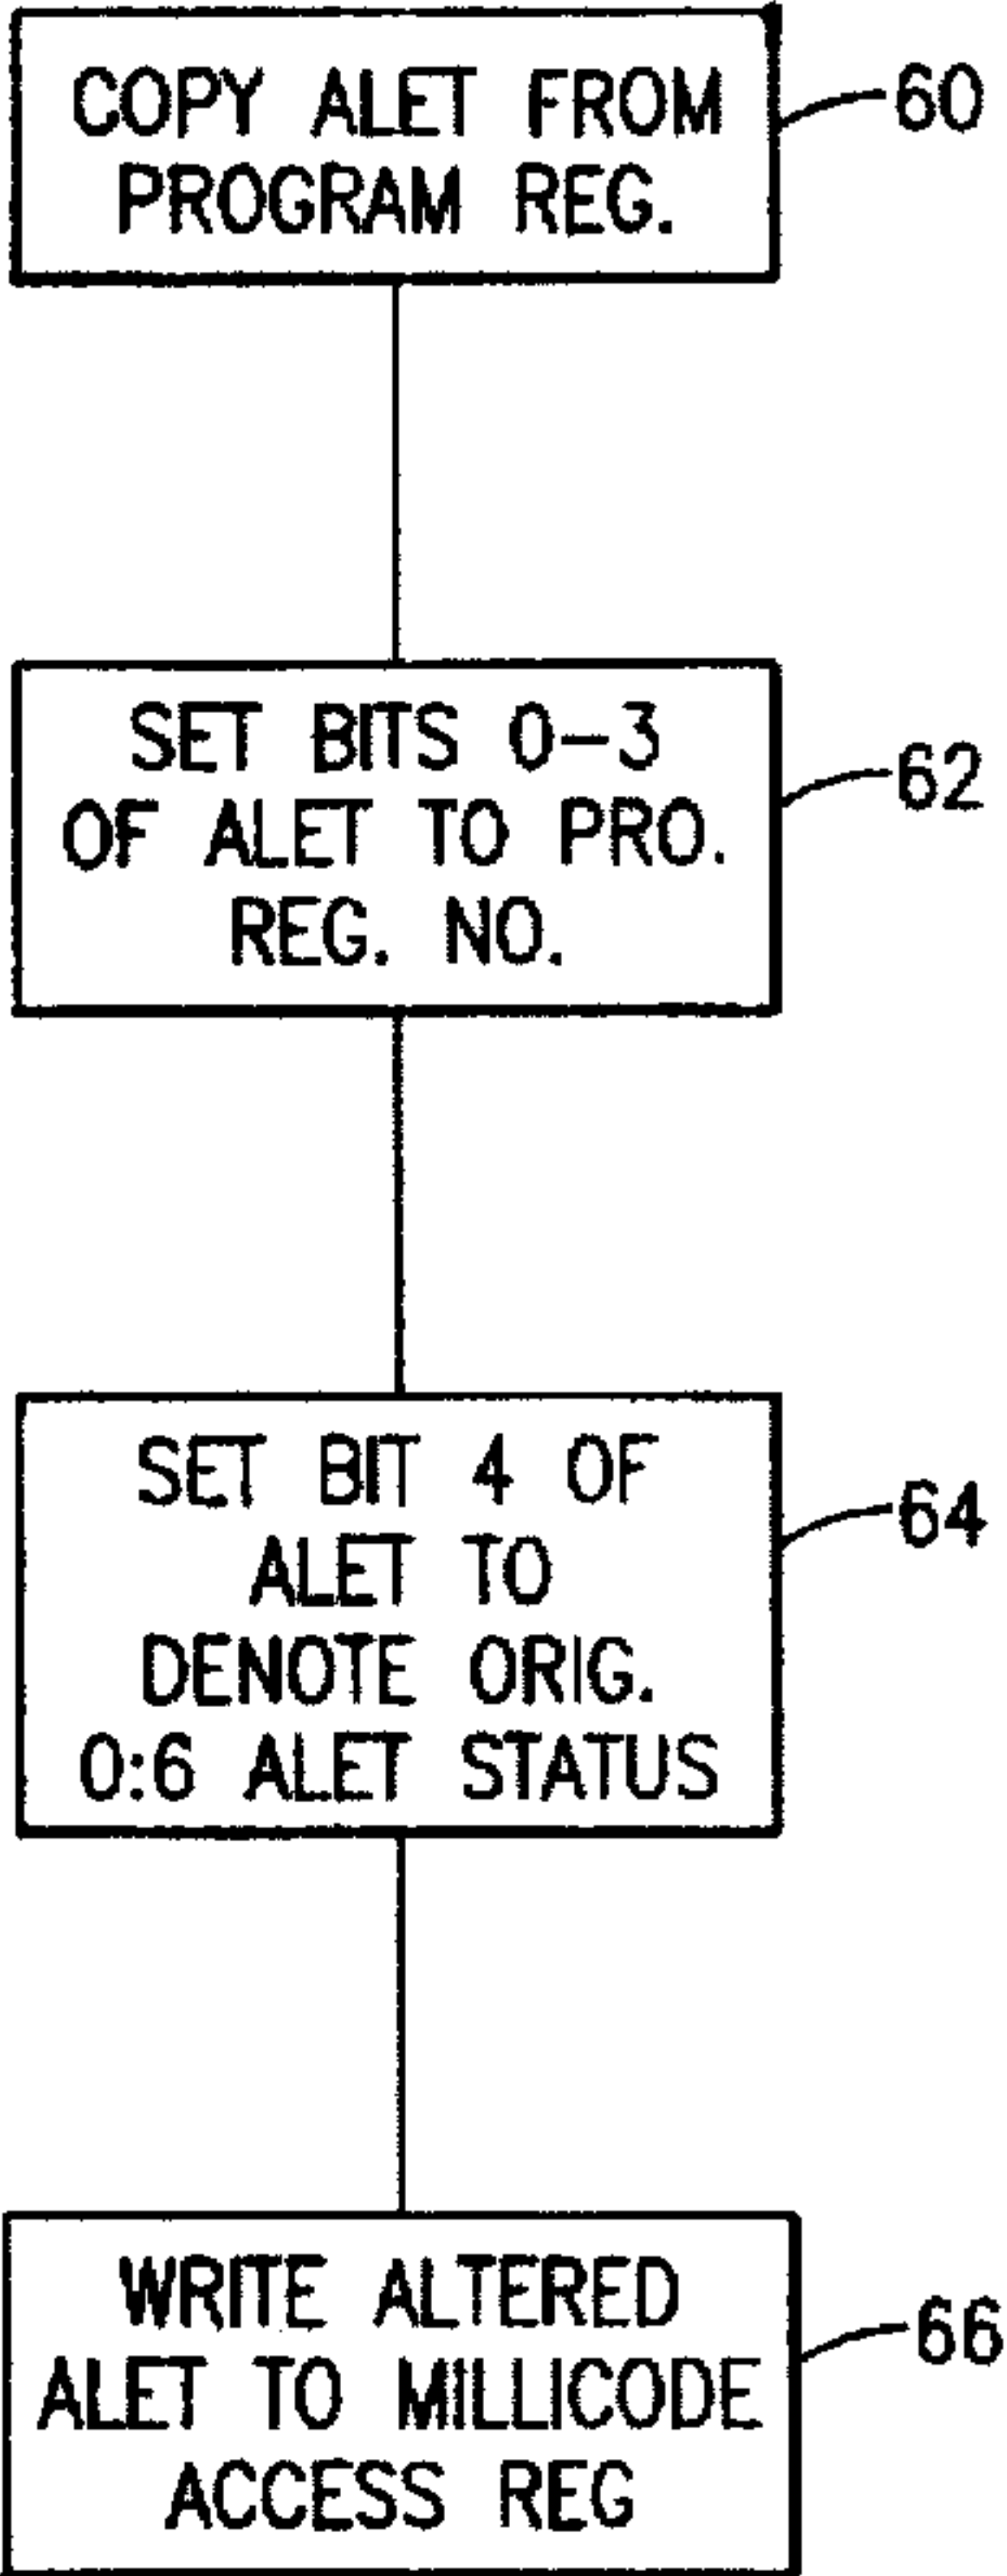 COPY ALET FROM
PROGRAM REG.
60
SET BITS 0-3
OF ALET TO PRO.
REG. NO.
62
SET BIT 4 OF
ALET TO
DENOTE ORIG.
0:6 ALET STATUS
64
WRITE ALTERED
ALET TO MILLICODE
ACCESS REG
66